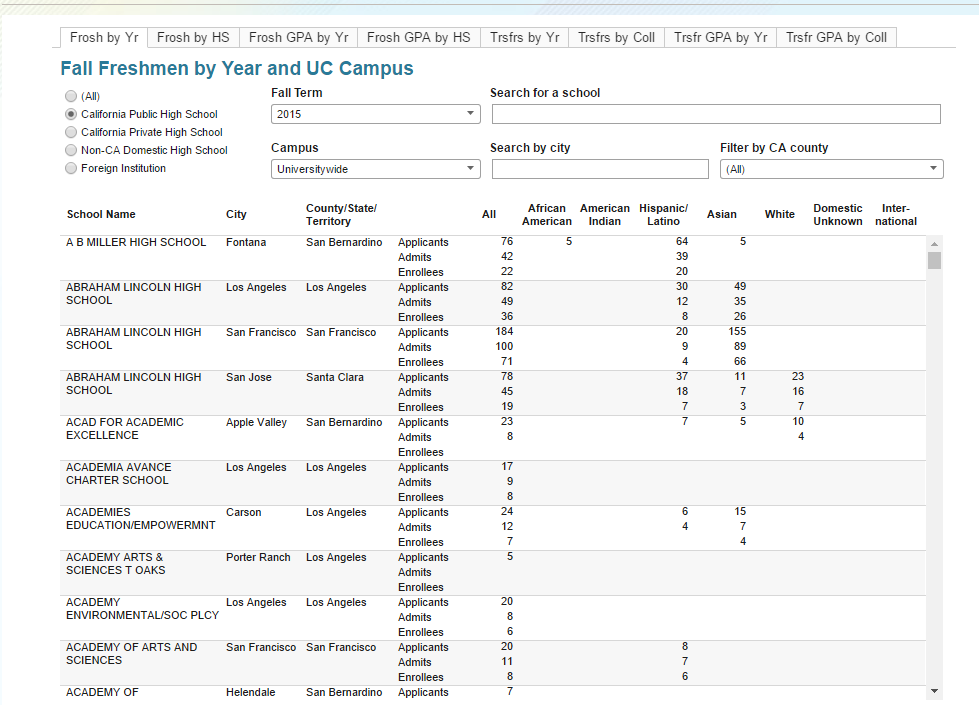 Frosh by Yr Frosh by HS Frosh GPA by Yr Frosh GPA by HS Trsfrs by Yr Trsfrs by Coll Trsfr GPA by Yr Trsfr GPA by Coll
Fall Freshmen by Year and UC Campus
(All)
California Public High School
California Private High School
Non-CA Domestic High School
Foreign Institution
Fall Term
2015
Search for a school
Campus
Universitywide
Search by city
Filter by CA county
(All)
School Name City County/State/ Territory All African American American Indian Hispanic/ Latino Asian White Domestic Unknown Inter- national
A B MILLER HIGH SCHOOL Fontana San Bernardino Applicants 76 5 64 5
Admits 42 39
Enrollees 22 20
ABRAHAM LINCOLN HIGH Los Angeles Los Angeles Applicants 82 30 49
SCHOOL Admits 49 12 35
Enrollees 36 8 26
ABRAHAM LINCOLN HIGH San Francisco San Francisco Applicants 184 20 155
SCHOOL Admits 100 9 89
Enrollees 71 4 66
ABRAHAM LINCOLN HIGH San Jose Santa Clara Applicants 78 37 11 23
SCHOOL Admits 45 18 7 16
Enrollees 19 7 3 7
ACAD FOR ACADEMIC Apple Valley San Bernardino Applicants 23 7 5 10
EXCELLENCE Admits 8 4
Enrollees
ACADEMIA AVANCE Los Angeles Los Angeles Applicants 17
CHARTER SCHOOL Admits 9
Enrollees 8
ACADEMIES Carson Los Angeles Applicants 24 6 15
EDUCATION/EMPOWERMNT Admits 12 4 7
Enrollees 7 4
ACADEMY ARTS & Porter Ranch Los Angeles Applicants 5
SCIENCES T OAKS Admits
Enrollees
ACADEMY Los Angeles Los Angeles Applicants 20
ENVIRONMENTAL/SOC PLCY Admits 8
Enrollees 6
ACADEMY OF ARTS AND San Francisco San Francisco Applicants 20 8
SCIENCES Admits 11 7
Enrollees 8 6
ACADEMY OF Helendale San Bernardino Applicants 7